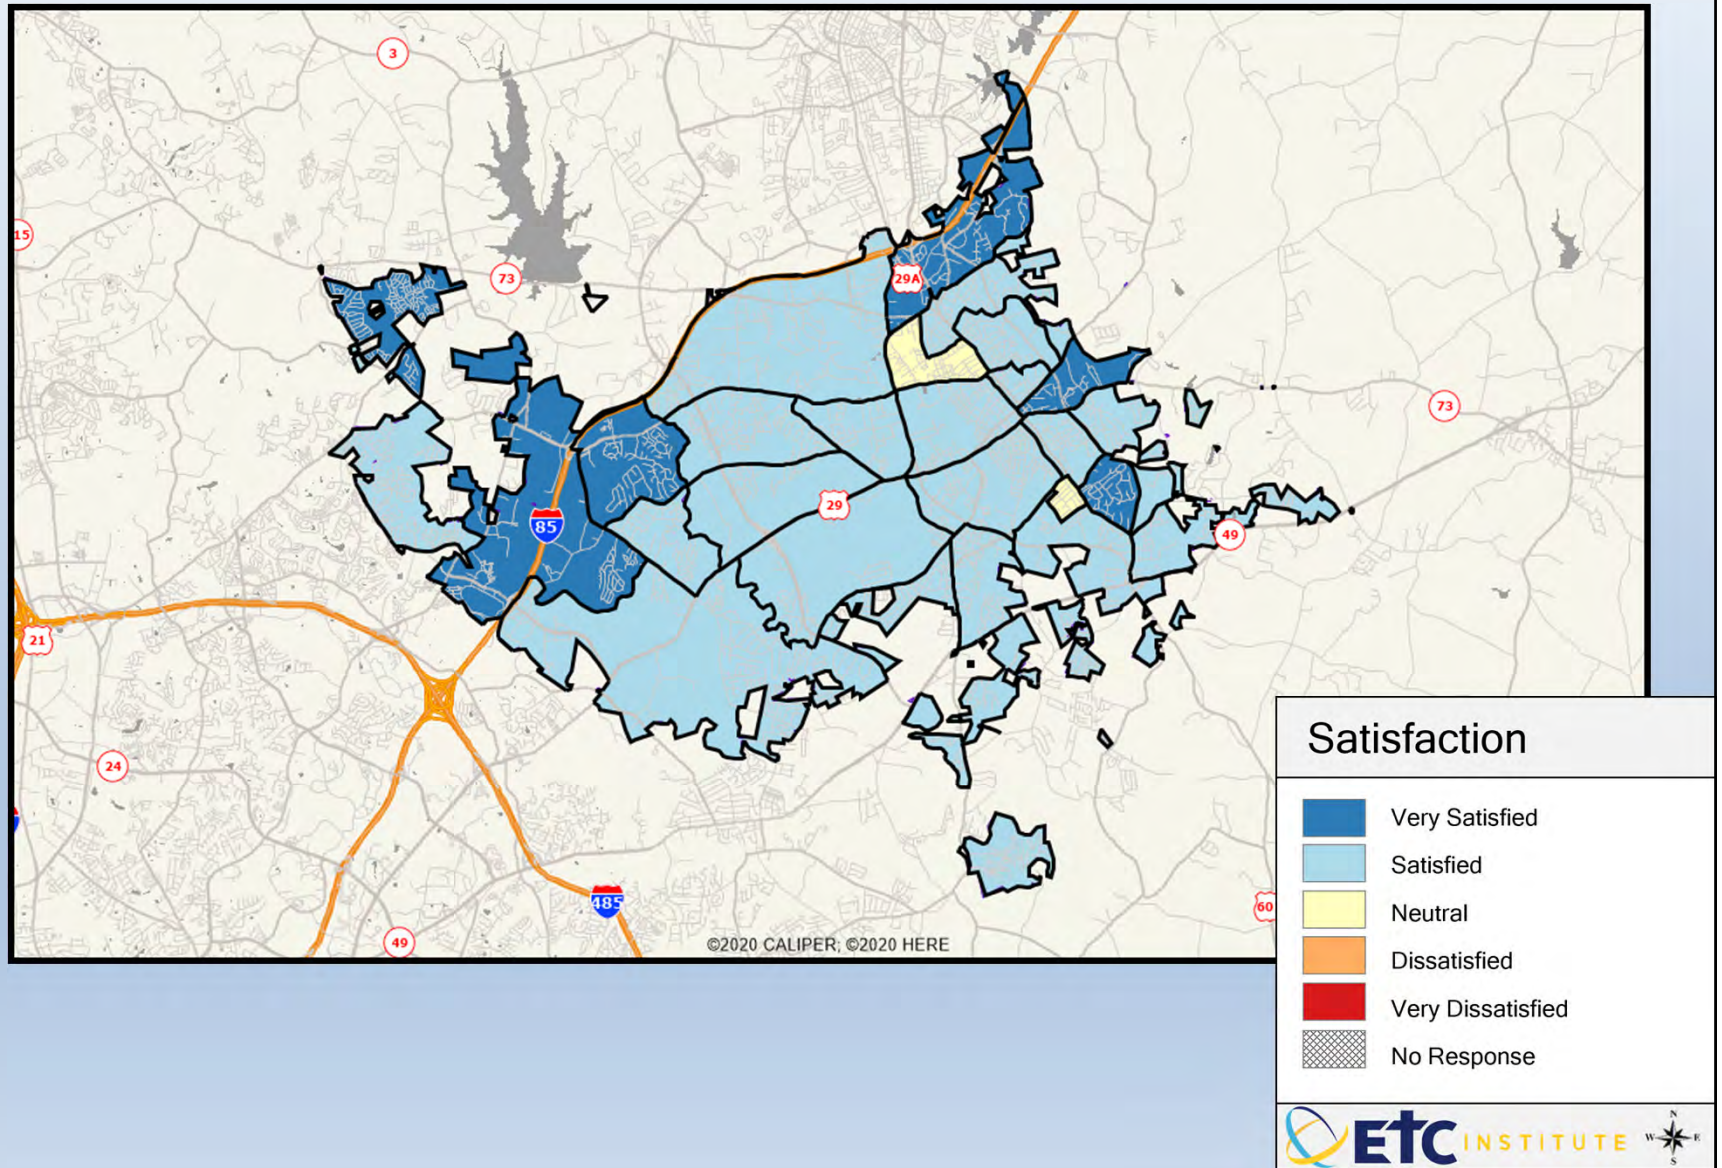 3
15
73
29A
73
29
85
49
21
24
485
60
49
©2020 CALIPER; ©2020 HERE
Satisfaction
Very Satisfied
Satisfied
Neutral
Dissatisfied
Very Dissatisfied
No Response
ETC INSTITUTE
N
W E
S